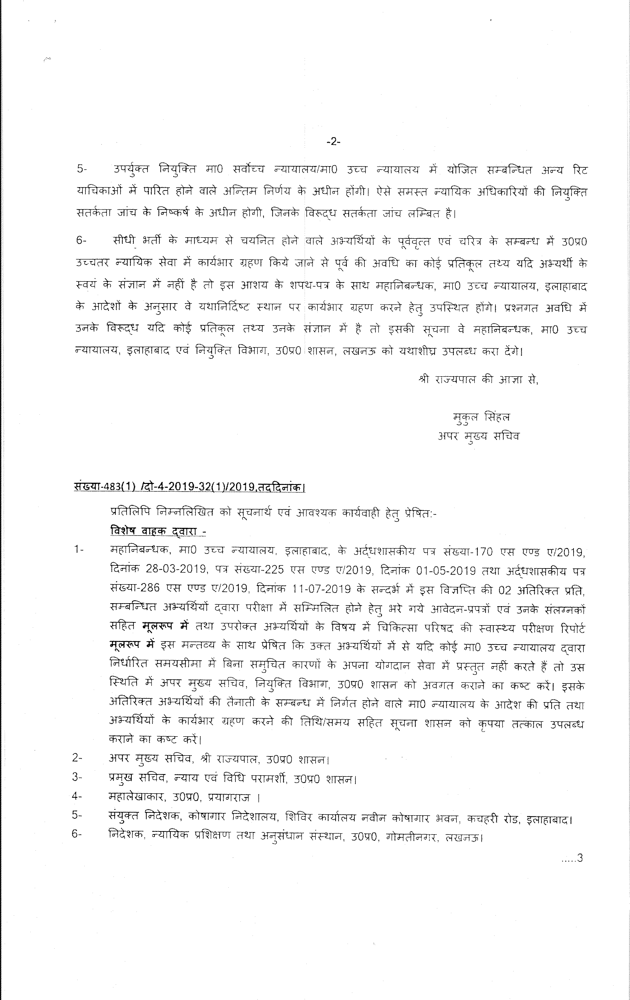 -2-
5- उपर्युक्त नियुक्ति मा0 सर्वोच्च न्यायालय/मा0 उच्च न्यायालय में योजित सम्बन्धित अन्य रिट
याचिकाओं में पारित होने वाले अन्तिम निर्णय के अधीन होंगी। ऐसे समस्त न्यायिक अधिकारियों की नियुक्ति
सतर्कता जांच के निष्कर्ष के अधीन होगी, जिनके विरूद्ध सतर्कता जांच लम्बित है।
6- सीधी भर्ती के माध्यम से चयनित होने वाले अभ्यर्थियों के पूर्ववृत्त एवं चरित्र के सम्बन्ध में उ0प्र0
उच्चतर न्यायिक सेवा में कार्यभार ग्रहण किये जाने से पूर्व की अवधि का कोई प्रतिकूल तथ्य यदि अभ्यर्थी के
स्वयं के संज्ञान में नहीं है तो इस आशय के शपथ-पत्र के साथ महानिबन्धक, मा0 उच्च न्यायालय, इलाहाबाद
के आदेशों के अनुसार वे यथानिर्दिष्ट स्थान पर कार्यभार ग्रहण करने हेतु उपस्थित होंगे। प्रश्नगत अवधि में
उनके विरूद्ध यदि कोई प्रतिकूल तथ्य उनके संज्ञान में है तो इसकी सूचना वे महानिबन्धक, मा0 उच्च
न्यायालय, इलाहाबाद एवं नियुक्ति विभाग, उ0प्र0 शासन, लखनऊ को यथाशीघ्र उपलब्ध करा देंगे।
श्री राज्यपाल की आज्ञा से,
मुकुल सिंहल
अपर मुख्य सचिव
संख्या-483(1) /दो-4-2019-32(1)/2019,तददिनांक।
प्रतिलिपि निम्नलिखित को सूचनार्थ एवं आवश्यक कार्यवाही हेतु प्रेषित:-
विशेष वाहक द्वारा -
1- महानिबन्धक, मा0 उच्च न्यायालय, इलाहाबाद, के अर्द्धशासकीय पत्र संख्या-170 एस एण्ड ए/2019,
दिनांक 28-03-2019, पत्र संख्या-225 एस एण्ड ए/2019, दिनांक 01-05-2019 तथा अर्द्धशासकीय पत्र
संख्या-286 एस एण्ड ए/2019, दिनांक 11-07-2019 के सन्दर्भ में इस विज्ञप्ति की 02 अतिरिक्त प्रति,
सम्बन्धित अभ्यर्थियों द्वारा परीक्षा में सम्मिलित होने हेतु भरे गये आवेदन-प्रपत्रों एवं उनके संलग्नकों
सहित मूलरूप में तथा उपरोक्त अभ्यर्थियों के विषय में चिकित्सा परिषद की स्वास्थ्य परीक्षण रिपोर्ट
मूलरूप में इस मन्तव्य के साथ प्रेषित कि उक्त अभ्यर्थियों में से यदि कोई मा0 उच्च न्यायालय द्वारा
निर्धारित समयसीमा में बिना समुचित कारणों के अपना योगदान सेवा में प्रस्तुत नहीं करते हैं तो उस
स्थिति में अपर मुख्य सचिव, नियुक्ति विभाग, उ0प्र0 शासन को अवगत कराने का कष्ट करें। इसके
अतिरिक्त अभ्यर्थियों की तैनाती के सम्बन्ध में निर्गत होने वाले मा0 न्यायालय के आदेश की प्रति तथा
अभ्यर्थियों के कार्यभार ग्रहण करने की तिथि/समय सहित सूचना शासन को कृपया तत्काल उपलब्ध
कराने का कष्ट करें।
2- अपर मुख्य सचिव, श्री राज्यपाल, उ0प्र0 शासन।
3- प्रमुख सचिव, न्याय एवं विधि परामर्शी, उ0प्र0 शासन।
4- महालेखाकार, उ0प्र0, प्रयागराज ।
5- संयुक्त निदेशक, कोषागार निदेशालय, शिविर कार्यालय नवीन कोषागार भवन, कचहरी रोड, इलाहाबाद।
6- निदेशक, न्यायिक प्रशिक्षण तथा अनुसंधान संस्थान, उ0प्र0, गोमतीनगर, लखनऊ।
.....3